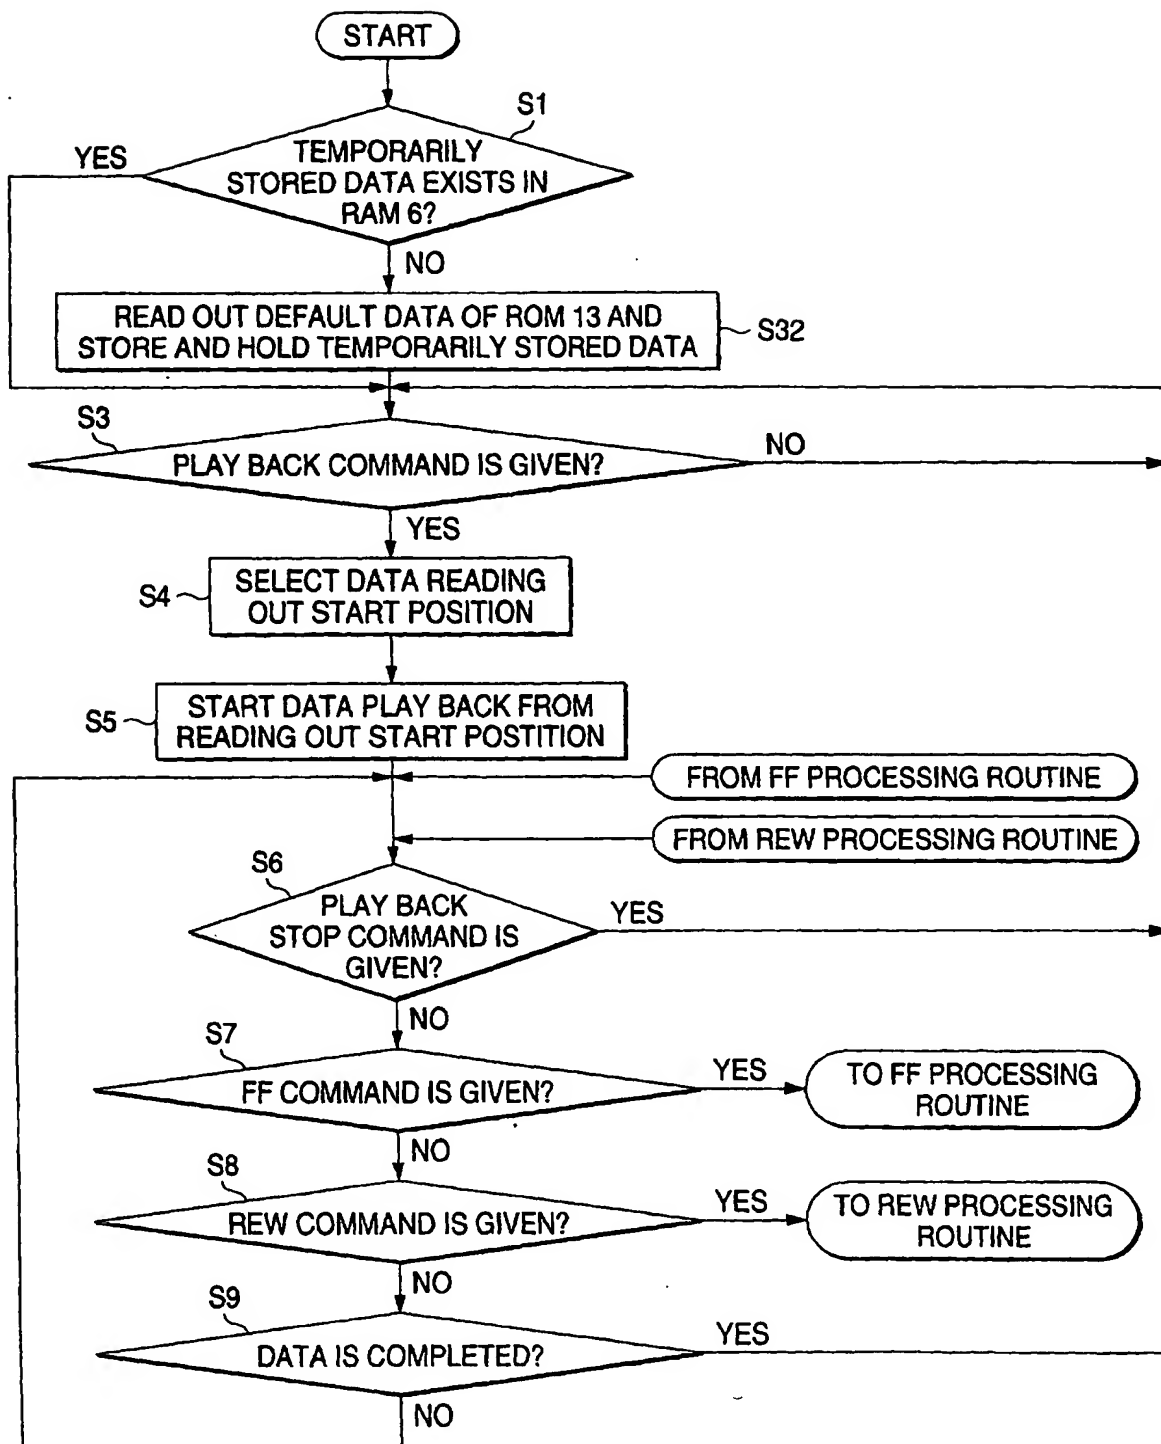 START
S1
YES
TEMPORARILY
STORED DATA EXISTS IN
RAM 6?
NO
READ OUT DEFAULT DATA OF ROM 13 AND
STORE AND HOLD TEMPORARILY STORED DATA
S32
S3
PLAY BACK COMMAND IS GIVEN?
NO
YES
S4
SELECT DATA READING
OUT START POSITION
S5
START DATA PLAY BACK FROM
READING OUT START POSTITION
FROM FF PROCESSING ROUTINE
FROM REW PROCESSING ROUTINE
S6
PLAY BACK
STOP COMMAND IS
GIVEN?
YES
NO
S7
FF COMMAND IS GIVEN?
YES
TO FF PROCESSING
ROUTINE
NO
S8
REW COMMAND IS GIVEN?
YES
TO REW PROCESSING
ROUTINE
NO
S9
DATA IS COMPLETED?
YES
NO